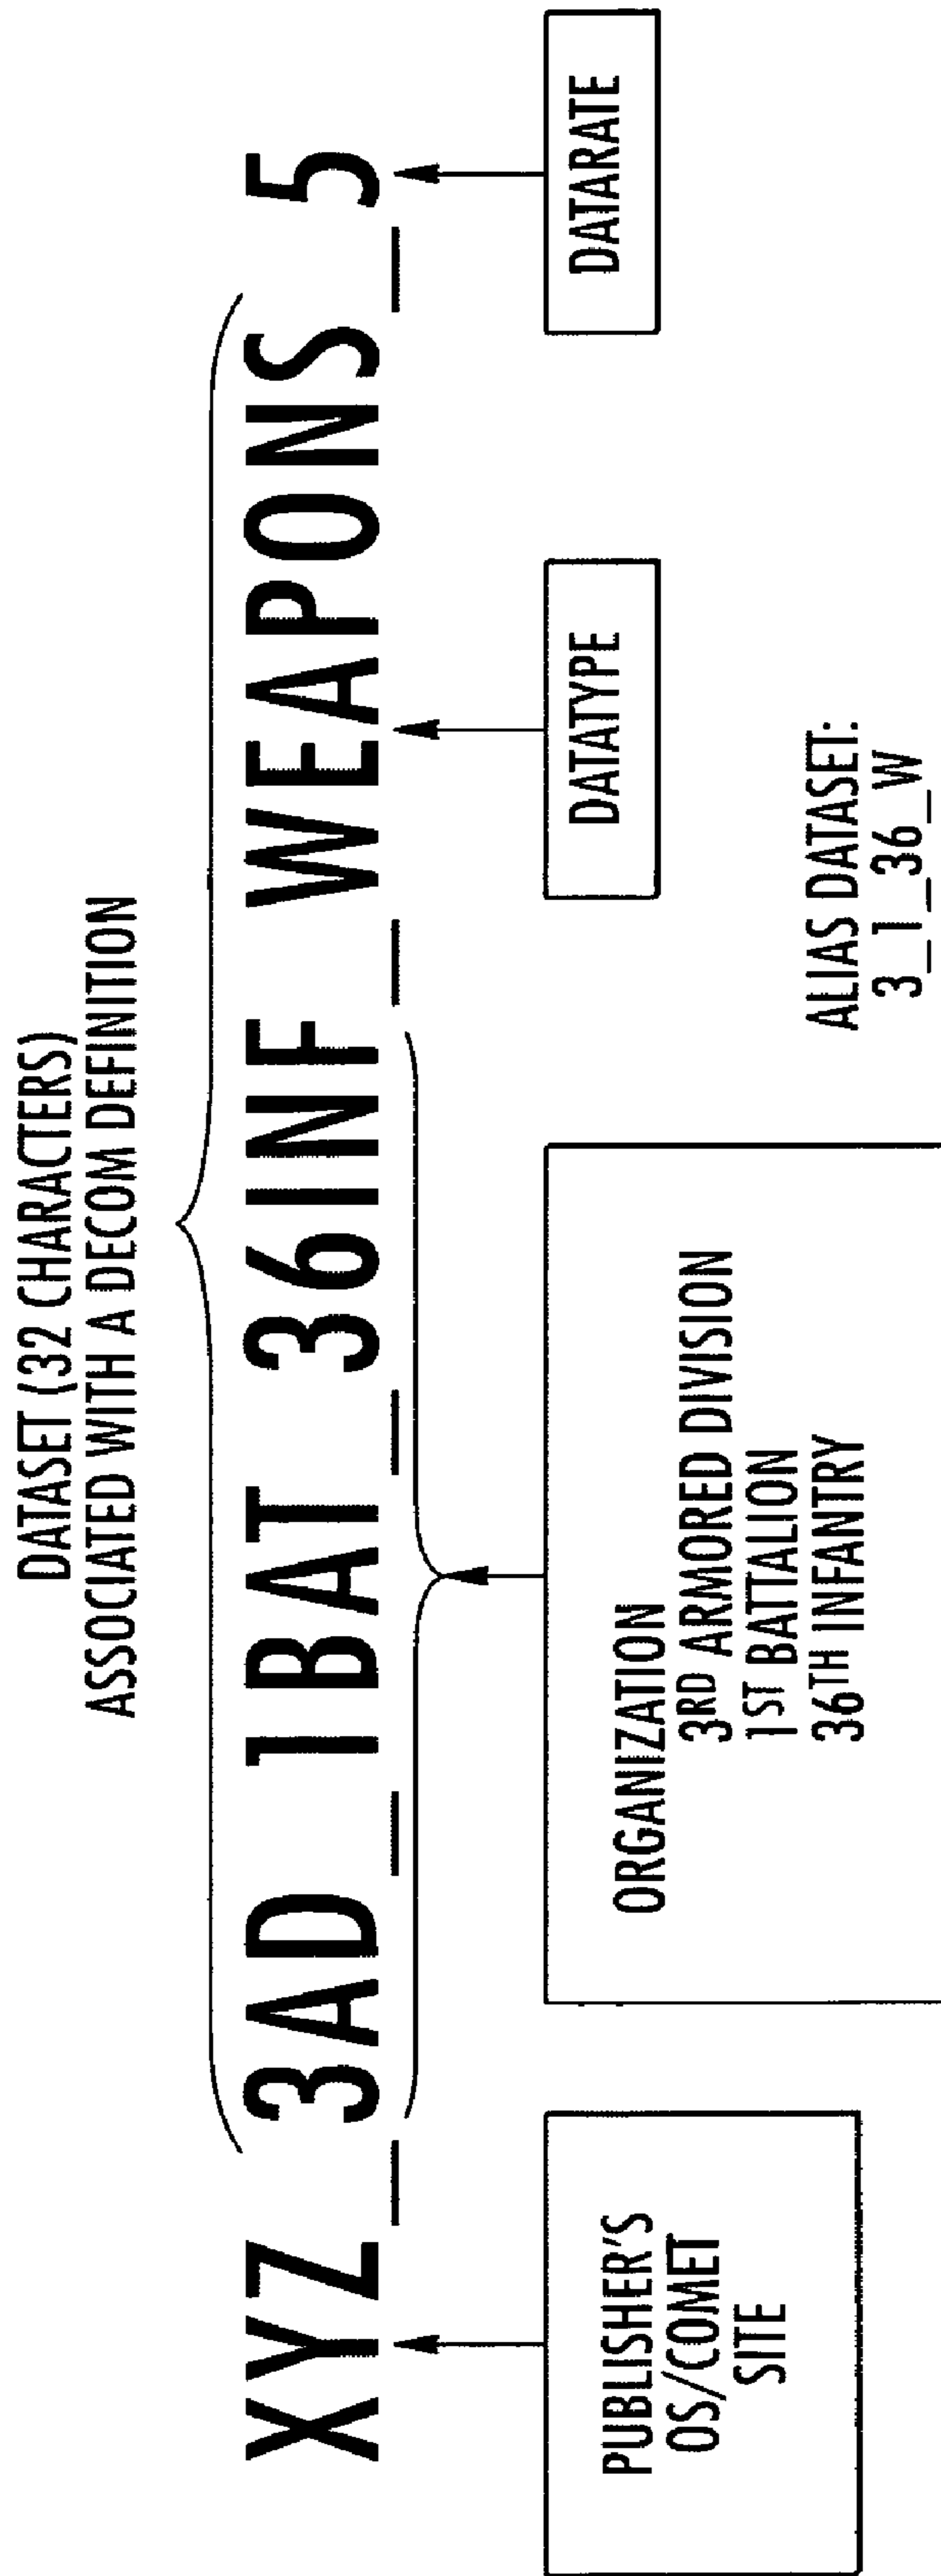 DATASET (32 CHARACTERS)
ASSOCIATED WITH A DECOM DEFINITION
XYZ_3AD_1BAT_36INF_WEAPONS_5
PUBLISHER'S
OS/COMET
SITE
ORGANIZATION
3RD ARMORED DIVISION
1ST BATTALION
36TH INFANTRY
DATATYPE
DATARATE
ALIAS DATASET:
3_1_36_W